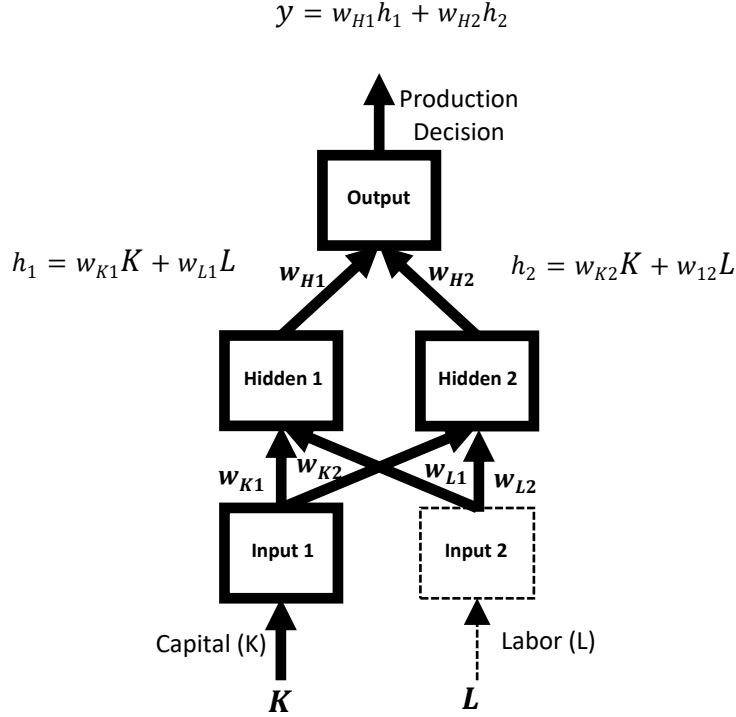 y = w_{H1}h_1 + w_{H2}h_2
Production
Decision
Output
h_1 = w_{K1}K + w_{L1}L
w_{H1}
w_{H2}
h_2 = w_{K2}K + w_{12}L
Hidden 1
Hidden 2
w_{K1}
w_{K2}
w_{L1}
w_{L2}
Input 1
Input 2
Capital (K)
Labor (L)
K
L